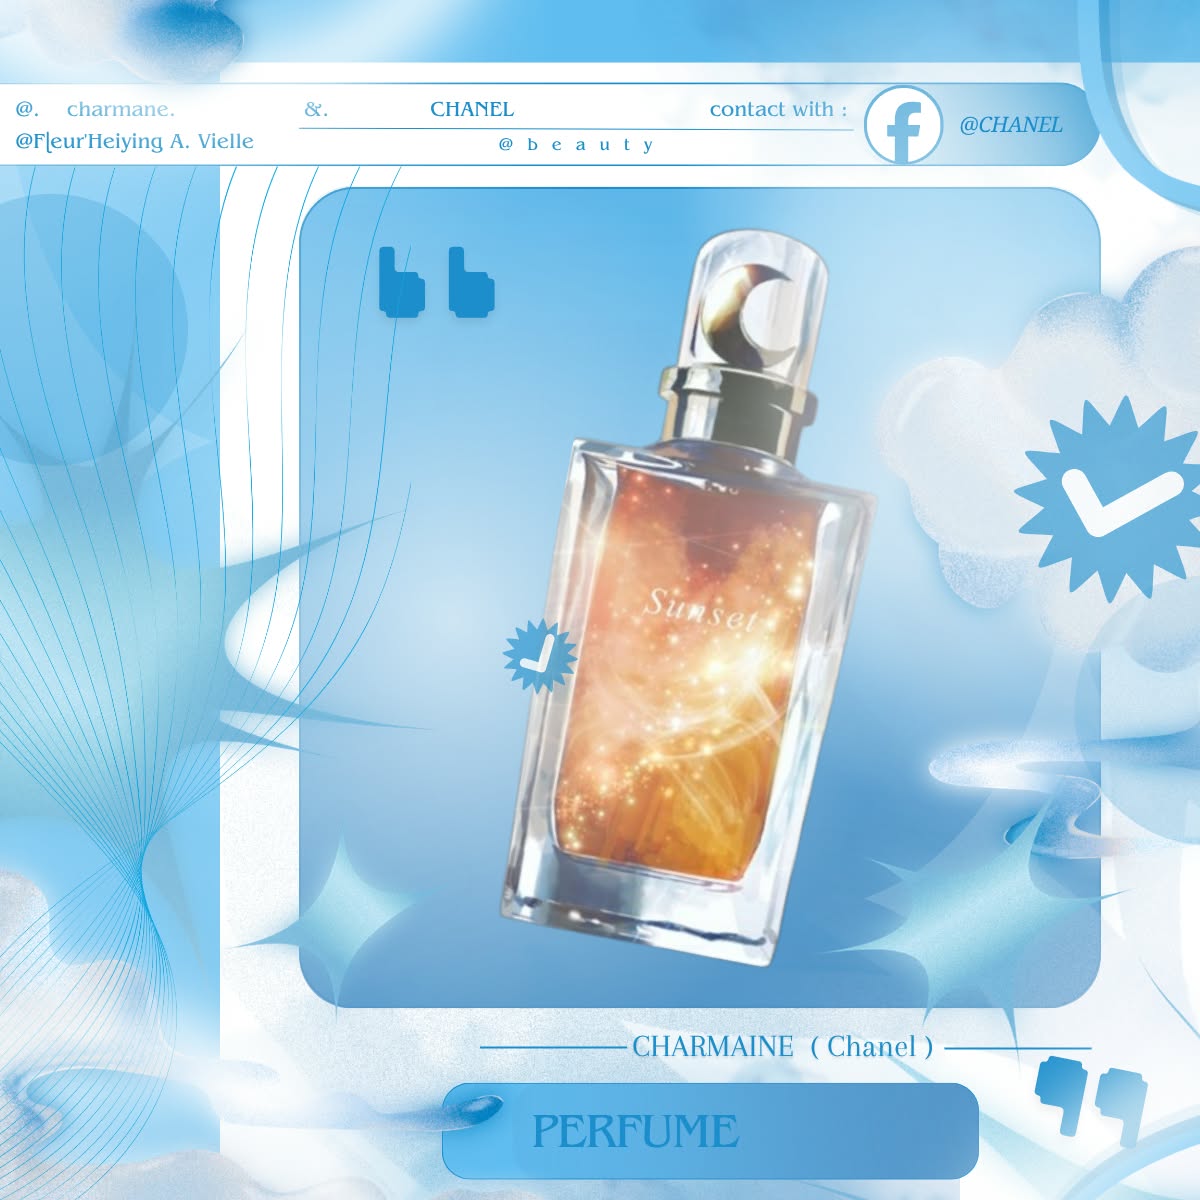 @. charmane. &. CHANEL contact with :
@CHANEL
@Fleur'Heiying A. Vielle @ b e a u t y
Sunset
CHARMAINE ( Chanel )
PERFUME